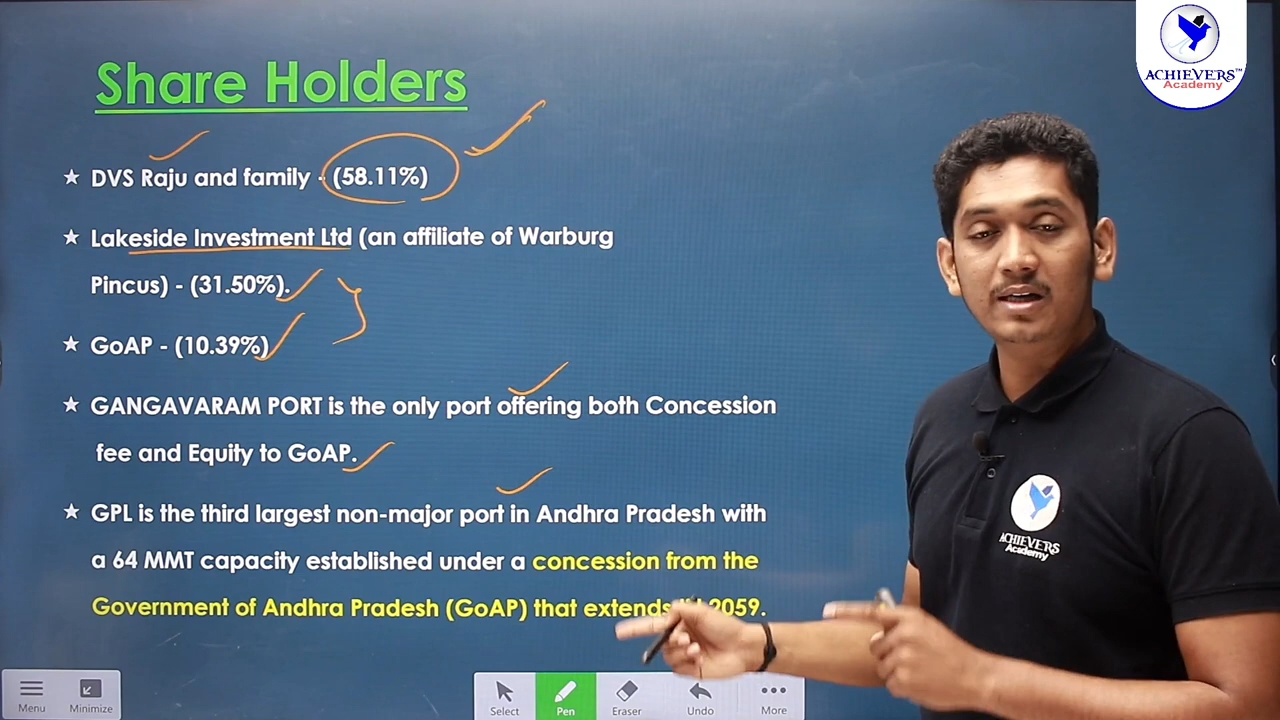 ACHIEVERS™
Academy
Share Holders
DVS Raju and family - (58.11%)
Lakeside Investment Ltd (an affiliate of Warburg
Pincus) - (31.50%).
GoAP - (10.39%)
GANGAVARAM PORT is the only port offering both Concession
fee and Equity to GoAP.
GPL is the third largest non-major port in Andhra Pradesh with
a 64 MMT capacity established under a concession from the
Government of Andhra Pradesh (GoAP) that extends 2059.
ACHIEVERS
Academy
Menu
Minimize
Select
Pen
Eraser
Undo
More